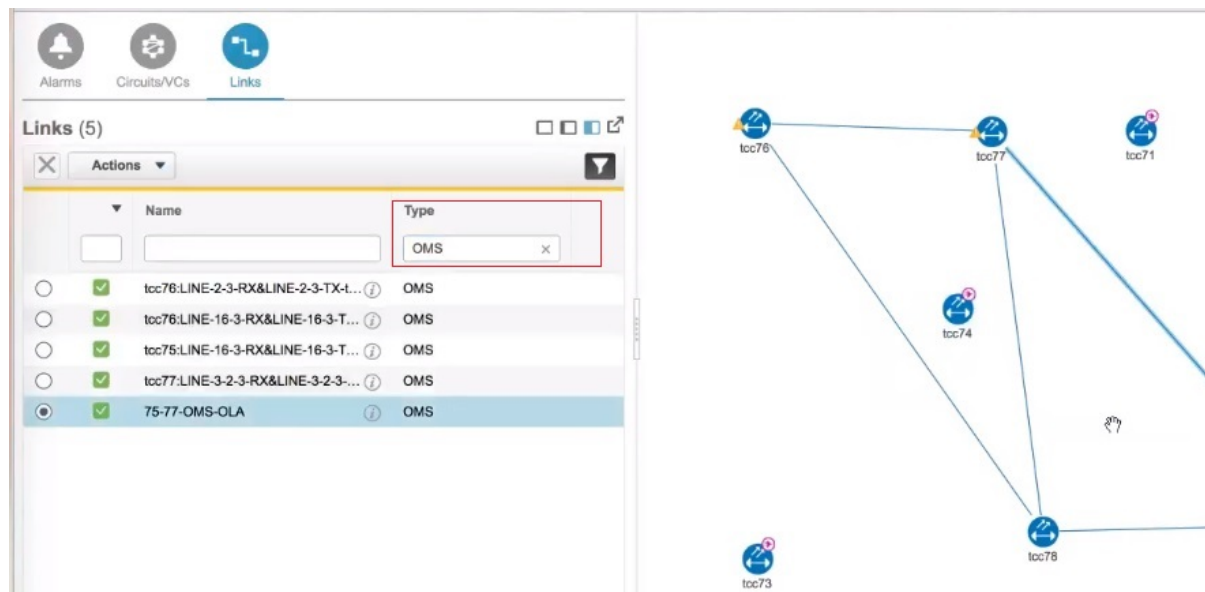 Alarms
Circuits/VCs
Links
Links (5)
Actions
Name
Type
OMS
tcc76:LINE-2-3-RX&LINE-2-3-TX-t...
OMS
tcc76:LINE-16-3-RX&LINE-16-3-T...
OMS
tcc75:LINE-16-3-RX&LINE-16-3-T...
OMS
tcc77:LINE-3-2-3-RX&LINE-3-2-3-...
OMS
75-77-OMS-OLA
OMS
tcc76
tcc77
tcc71
tcc74
tcc78
tcc73